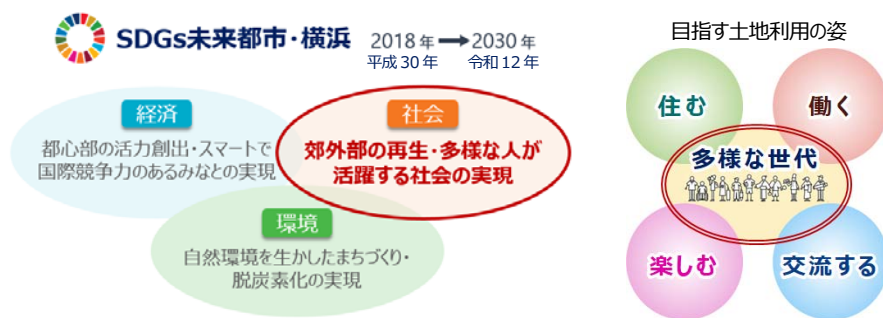 SDGs未来都市・横浜
2018年→2030年
平成30年 令和12年
経済
都心部の活力創出・スマートで
国際競争力のあるみなとの実現
社会
郊外部の再生・多様な人が
活躍する社会の実現
環境
自然環境を生かしたまちづくり・
脱炭素化の実現
目指す土地利用の姿
住む
働く
多様な世代
楽しむ
交流する